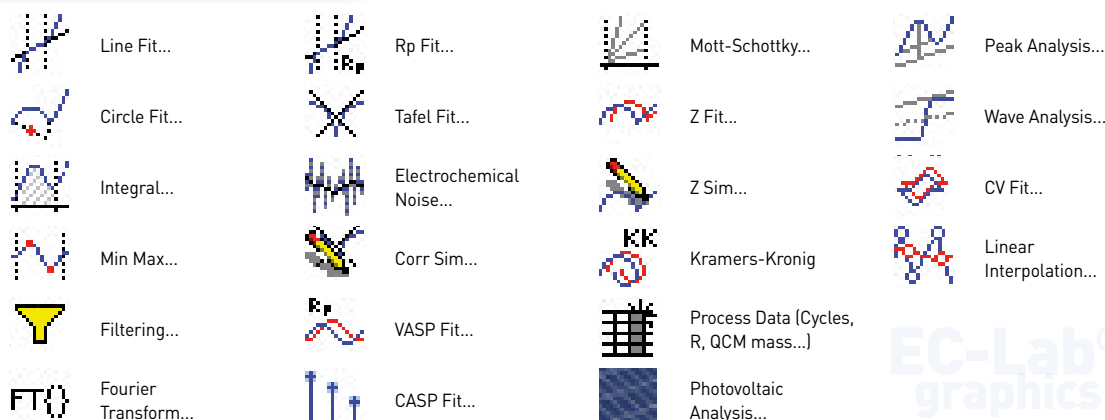 Line Fit...
Circle Fit...
Integral...
Min Max...
Filtering...
FT{}
Fourier
Transform...
Rp
Rp Fit...
Tafel Fit...
Electrochemical
Noise...
Corr Sim...
Rp
VASP Fit...
CASP Fit...
Mott-Schottky...
Z Fit...
Z Sim...
KK
Kramers-Kronig
Process Data (Cycles,
R, QCM mass...)
Photovoltaic
Analysis...
Peak Analysis...
Wave Analysis...
CV Fit...
Linear
Interpolation...
EC-Lab®
graphics